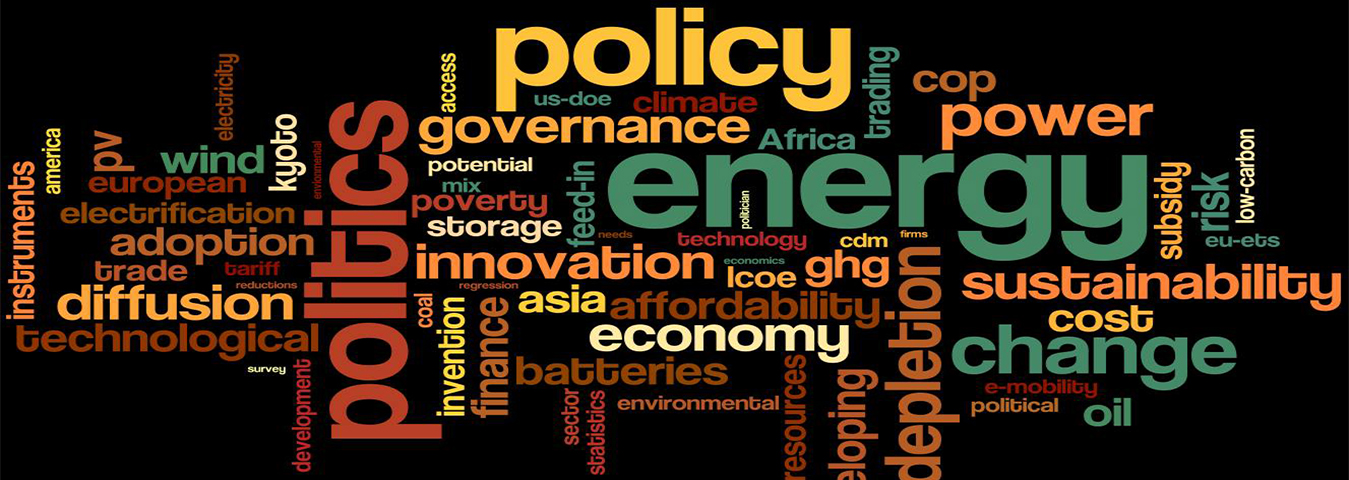 policy
politics
energy
us-doe
climate
trading
cop
power
access
governance
Africa
electricity
america
pv
wind
kyoto
environmental
european
potential
mix
feed-in
politician
subsidy
risk
low-carbon
instruments
electrification
poverty
storage
needs
technology
cdm
firms
eu-ets
adoption
innovation
economics
lcoe
ghg
trade
tariff
reductions
regression
sustainability
diffusion
coal
invention
finance
asia
affordability
depletion
cost
technological
economy
change
survey
development
batteries
resources
eloping
e-mobility
sector
statistics
environmental
political
oil